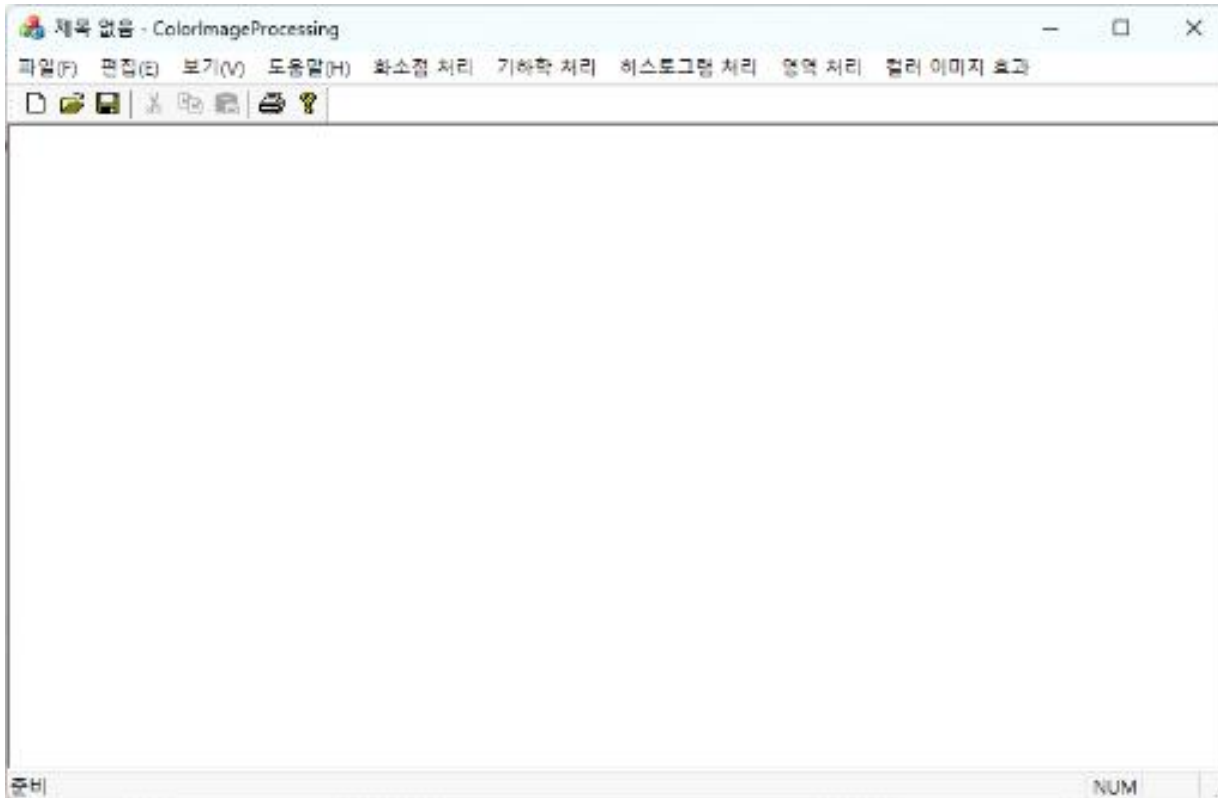 제목 없음 - ColorImageProcessing
파일(F) 편집(E) 보기(V) 도움말(H) 화소점 처리 기하학 처리 히스토그램 처리 영역 처리 컬러 이미지 효과
준비 NUM